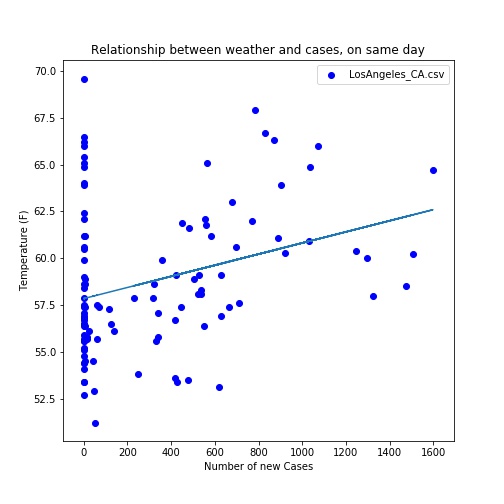 Relationship between weather and cases, on same day
LosAngeles_CA.csv
70.0
67.5
65.0
62.5
60.0
57.5
55.0
52.5
Temperature (F)
0 200 400 600 800 1000 1200 1400 1600
Number of new Cases